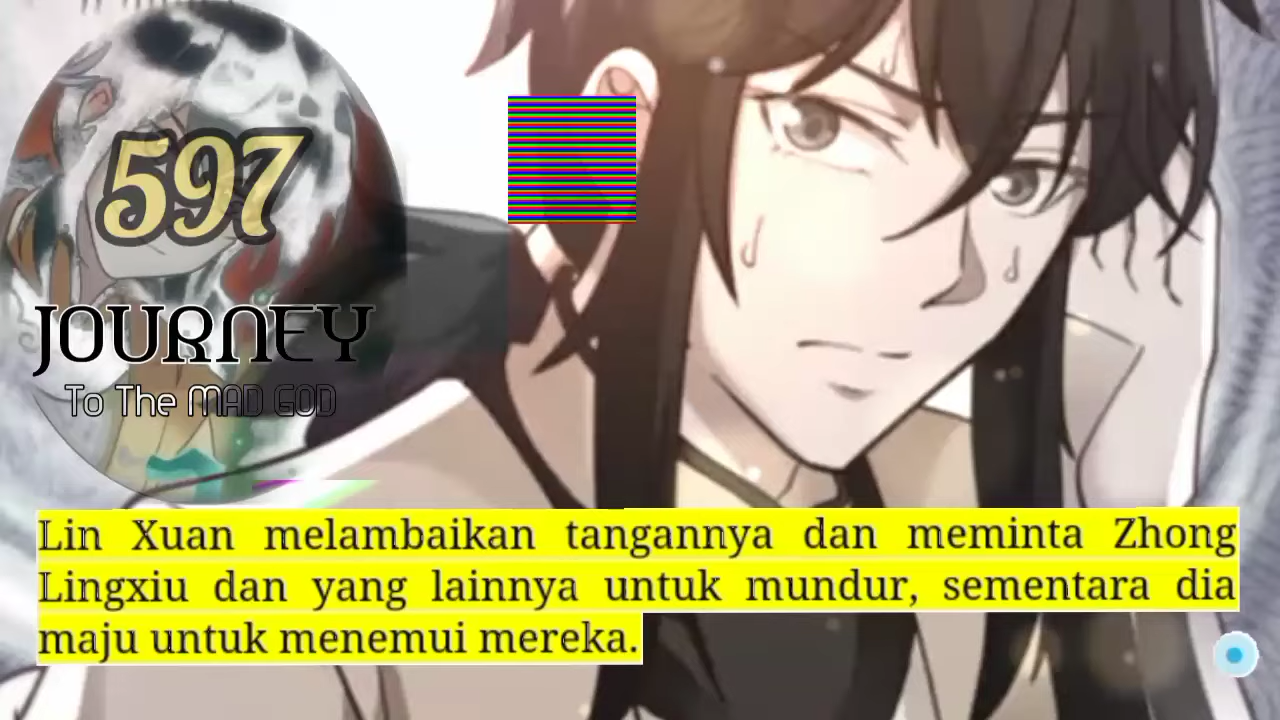 597
JOURNEY
To The MAD GOD
Lin Xuan melambaikan tangannya dan meminta Zhong
Lingxiu dan yang lainnya untuk mundur, sementara dia
maju untuk menemui mereka.